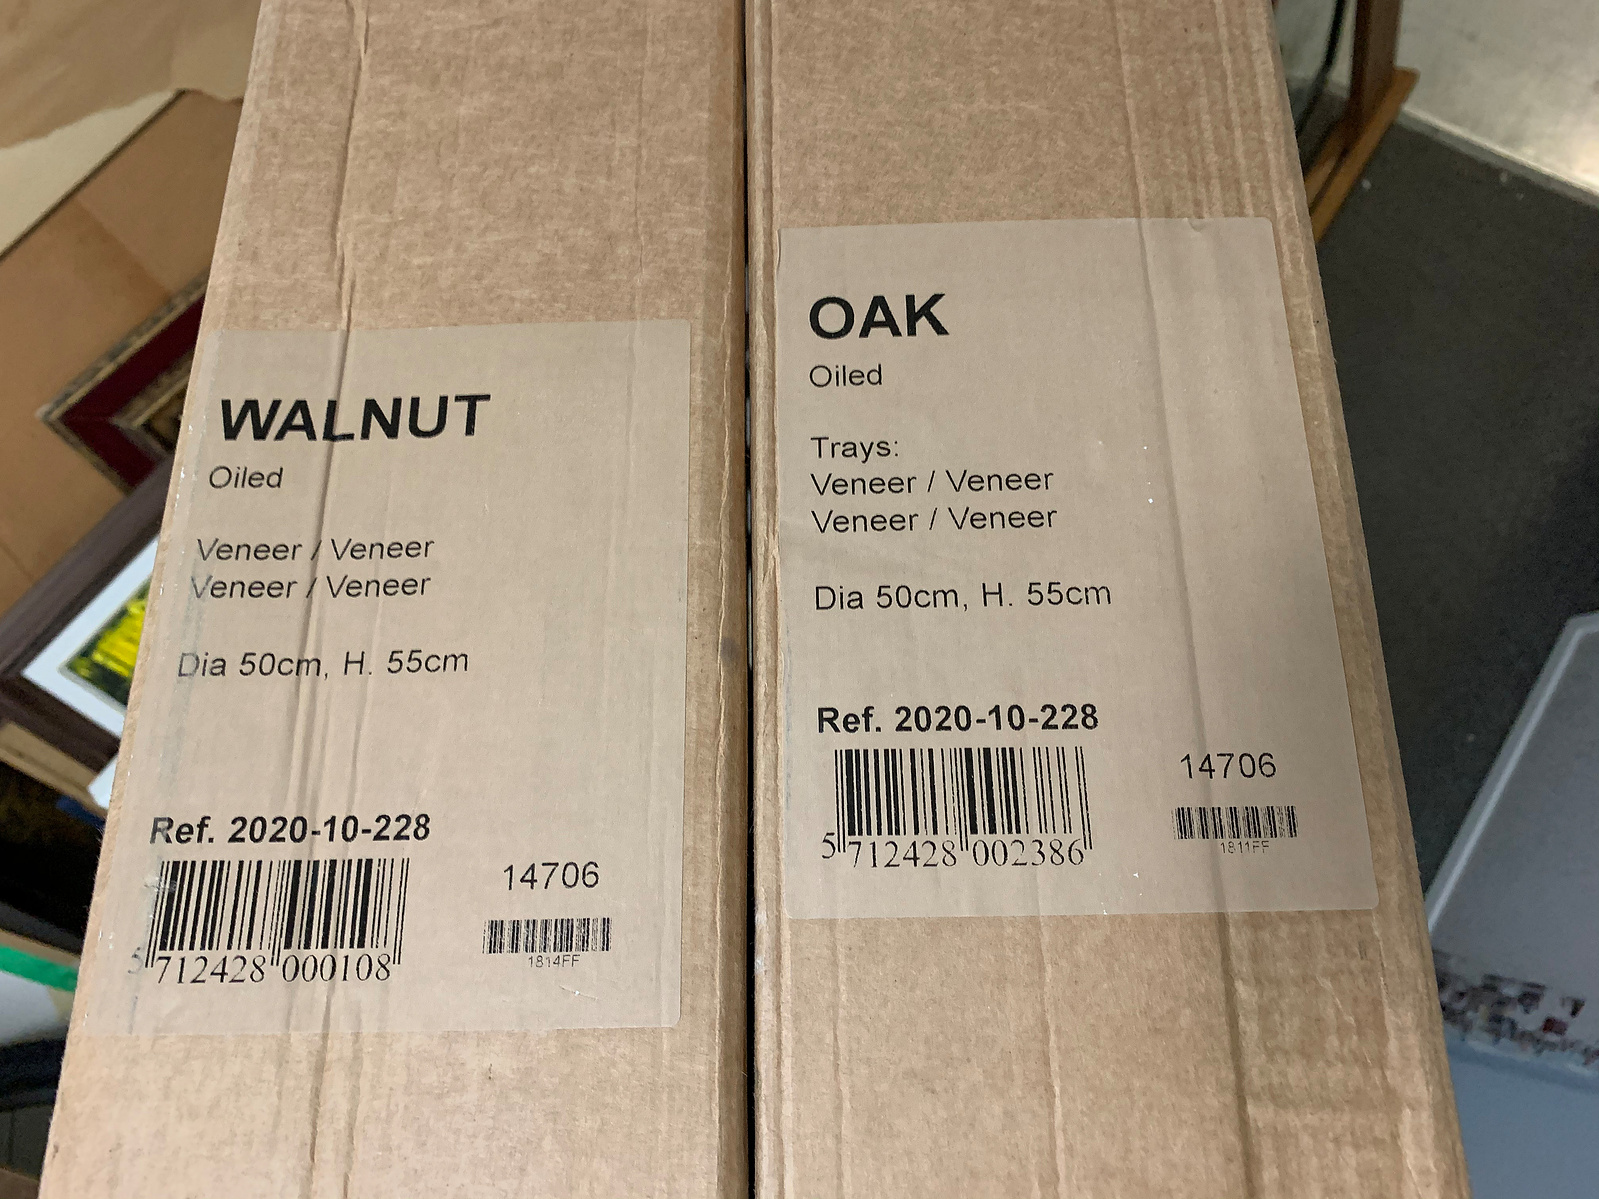 WALNUT
Oiled
Veneer / Veneer
Veneer / Veneer
Dia 50cm, H. 55cm
Ref. 2020-10-228
5 712428 000108
14706
1814FF
OAK
Oiled
Trays:
Veneer / Veneer
Veneer / Veneer
Dia 50cm, H. 55cm
Ref. 2020-10-228
5 712428 002386
14706
1811FF